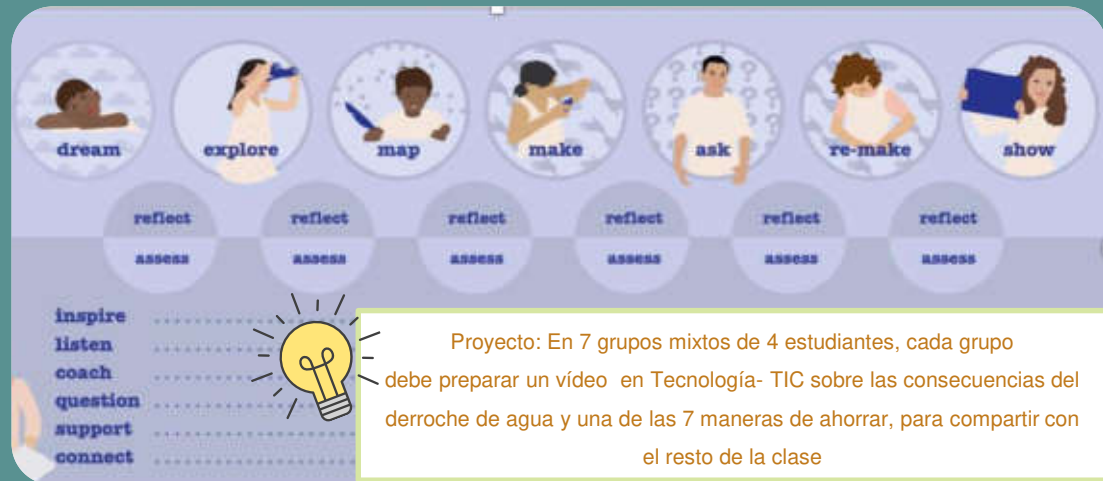 dream explore map make ask re-make show
reflect reflect reflect reflect reflect reflect
assess assess assess assess assess assess
inspire
listen
coach
question
support
connect
Proyecto: En 7 grupos mixtos de 4 estudiantes, cada grupo
debe preparar un vídeo en Tecnología- TIC sobre las consecuencias del
derroche de agua y una de las 7 maneras de ahorrar, para compartir con
el resto de la clase